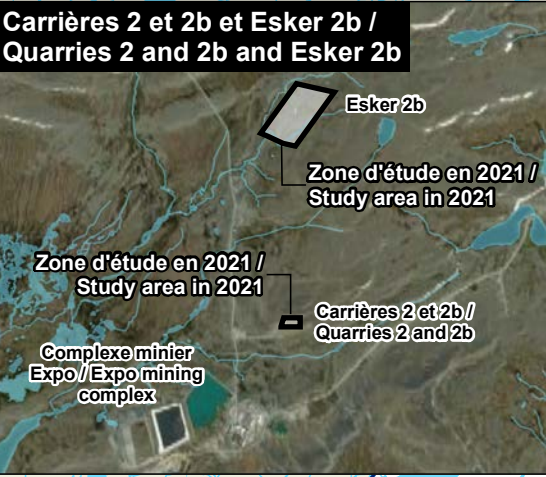 Carrières 2 et 2b et Esker 2b /
Quarries 2 and 2b and Esker 2b
Esker 2b
Zone d'étude en 2021 /
Study area in 2021
Zone d'étude en 2021 /
Study area in 2021
Carrières 2 et 2b /
Quarries 2 and 2b
Complexe minier
Expo / Expo mining
complex